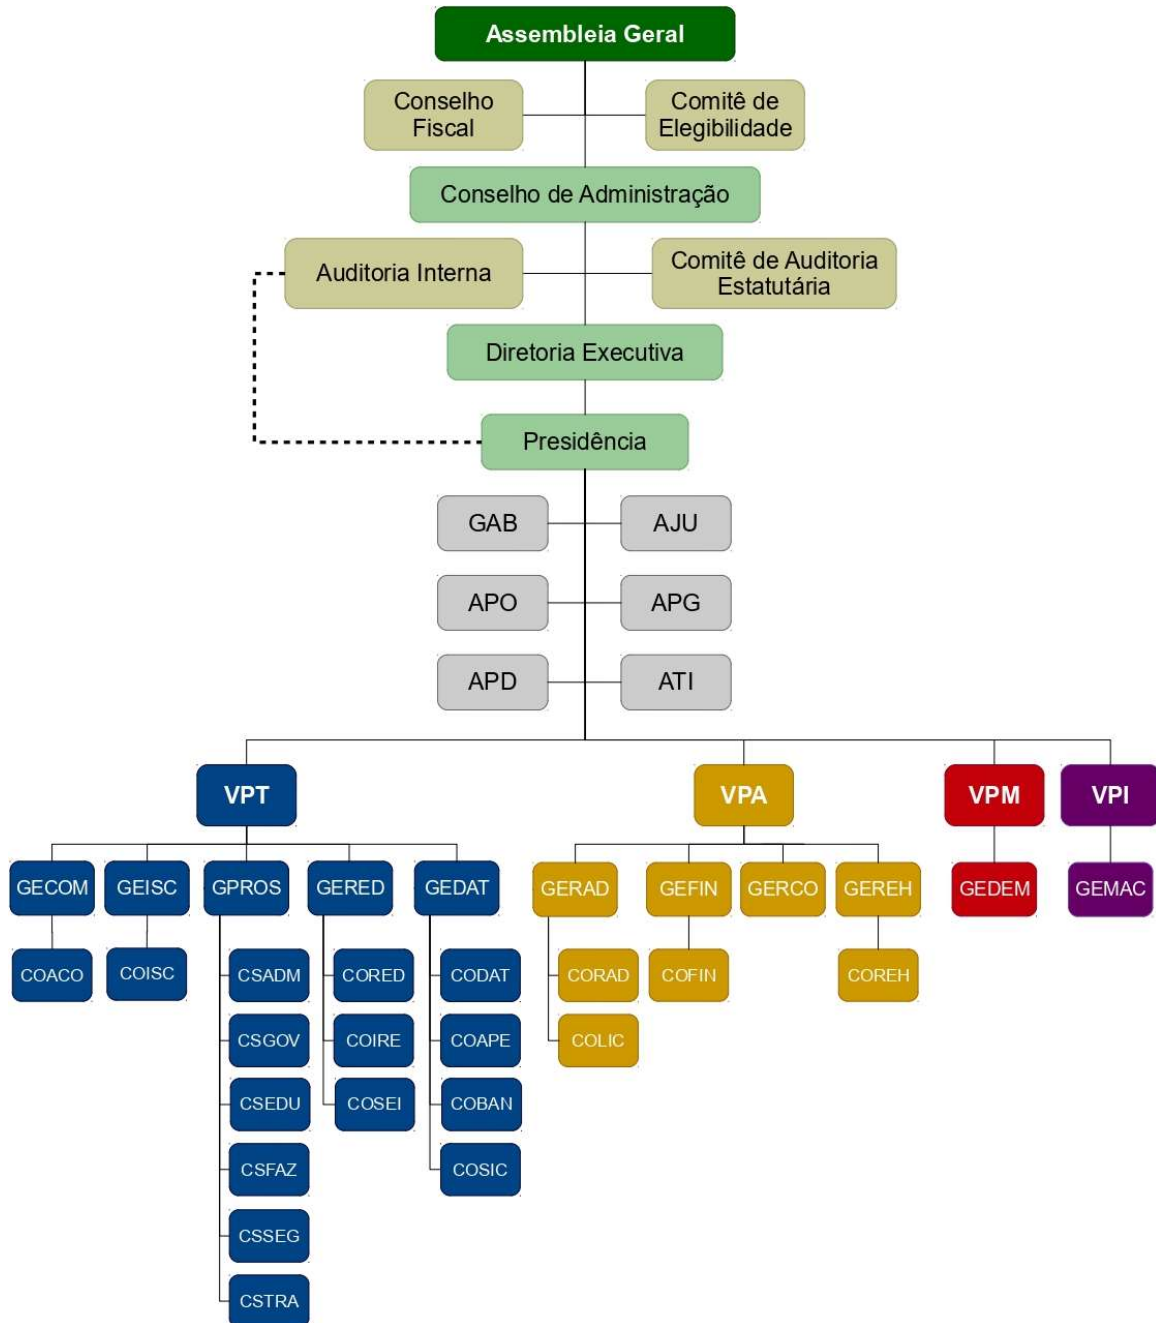 Assembleia Geral
Conselho
Fiscal
Comitê de
Elegibilidade
Conselho de Administração
Auditoria Interna
Comitê de Auditoria
Estatutária
Diretoria Executiva
Presidência
GAB
AJU
APO
APG
APD
ATI
VPT
VPA
VPM
VPI
GECOM
GEISC
GPROS
GERED
GEDAT
GERAD
GEFIN
GERCO
GEREH
GEDEM
GEMAC
COACO
COISC
CSADM
CORED
CODAT
CORAD
COFIN
COREH
CSGOV
COIRE
COAPE
COLIC
CSEDU
COSEI
COBAN
CSFAZ
COSIC
CSSEG
CSTRA